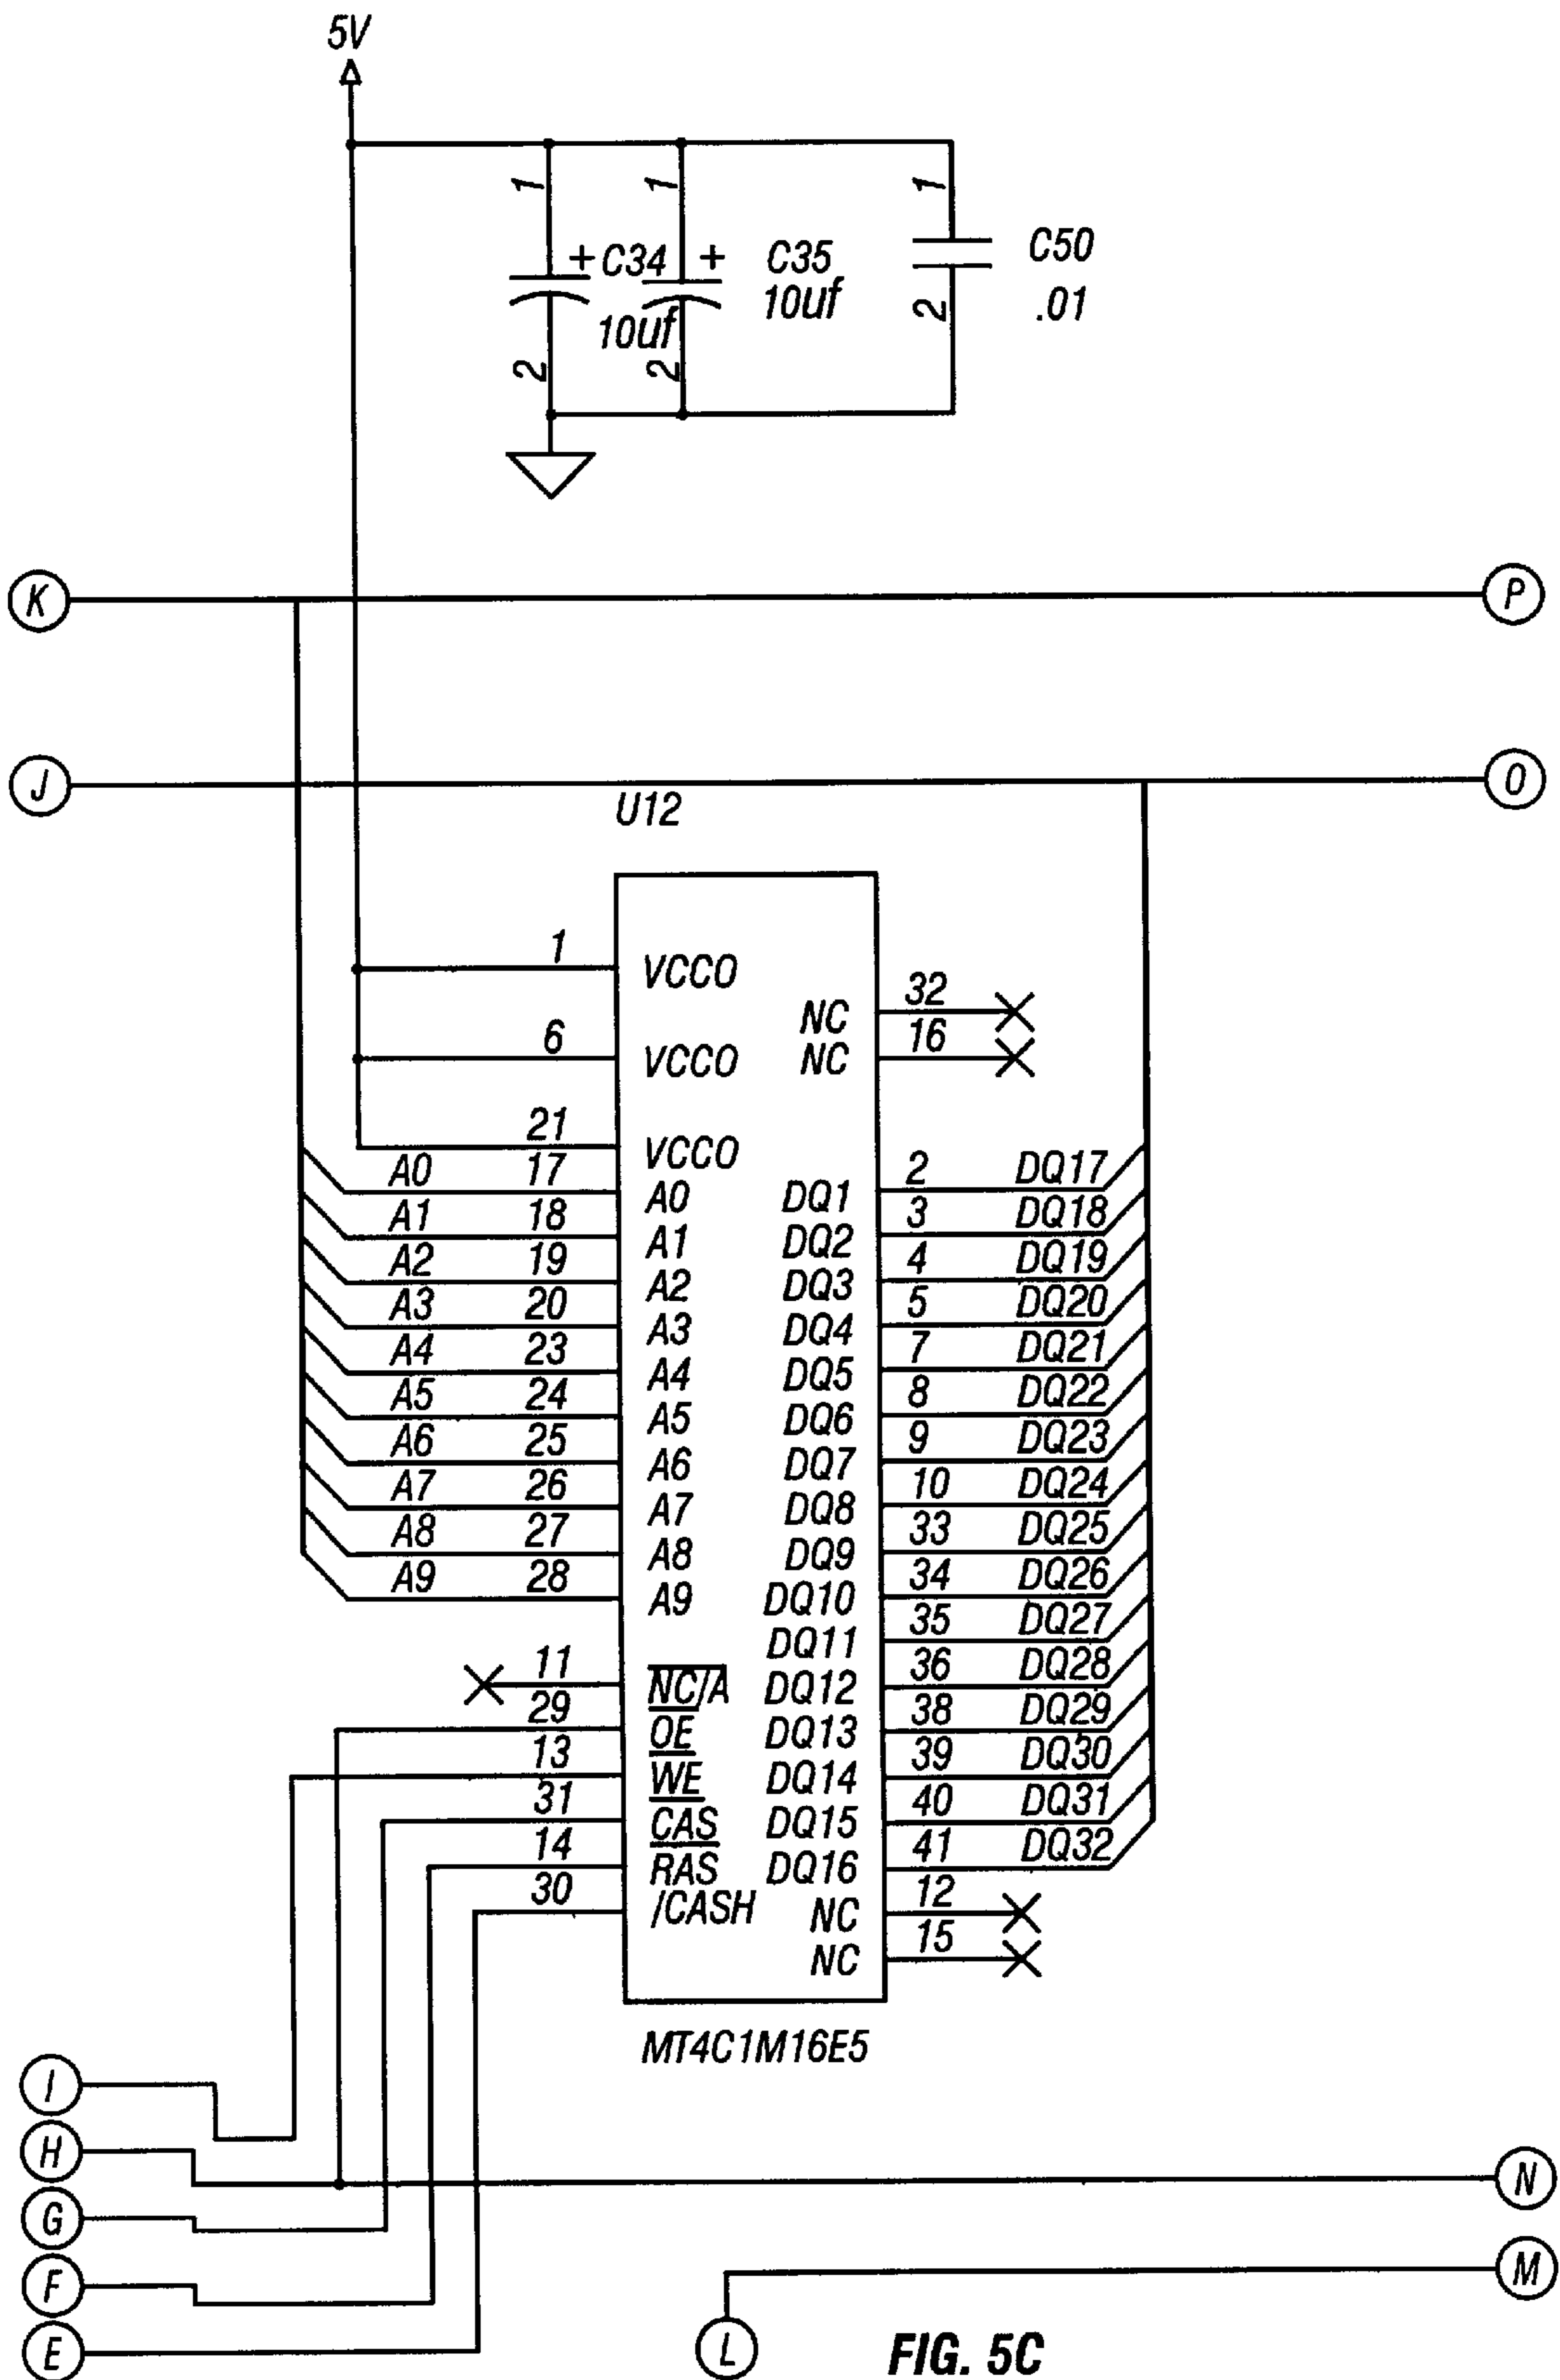 5V
1 1 1
+ C34 + C35 C50
10uf 10uf .01
2 2 2
K P
J O
U12
1 VCCO
32 NC
6 VCCO NC 16
21 VCCO
A0 17 A0 DQ1 2 DQ17
A1 18 A1 DQ2 3 DQ18
A2 19 A2 DQ3 4 DQ19
A3 20 A3 DQ4 5 DQ20
A4 23 A4 DQ5 7 DQ21
A5 24 A5 DQ6 8 DQ22
A6 25 A6 DQ7 9 DQ23
A7 26 A7 DQ8 10 DQ24
A8 27 A8 DQ9 33 DQ25
A9 28 A9 DQ10 34 DQ26
DQ11 35 DQ27
11 NC/A DQ12 36 DQ28
29 OE DQ13 38 DQ29
13 WE DQ14 39 DQ30
31 CAS DQ15 40 DQ31
14 RAS DQ16 41 DQ32
30 /CASH NC 12
NC 15
MT4C1M16E5
I
H N
G
F M
E L FIG. 5C